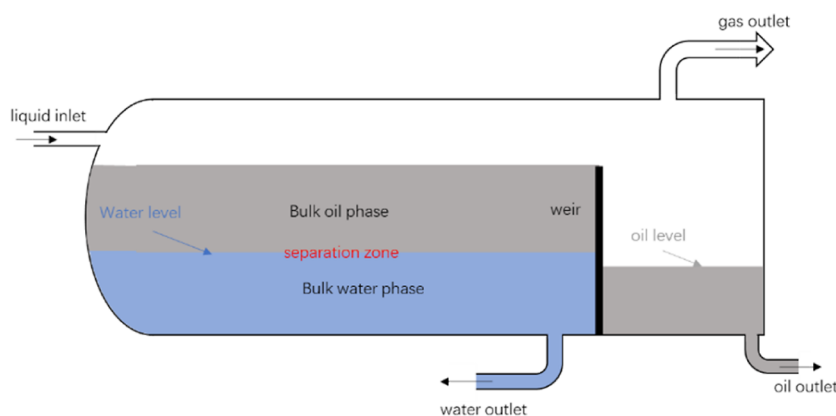 gas outlet
liquid inlet
Water level
Bulk oil phase
weir
oil level
separation zone
Bulk water phase
oil outlet
water outlet